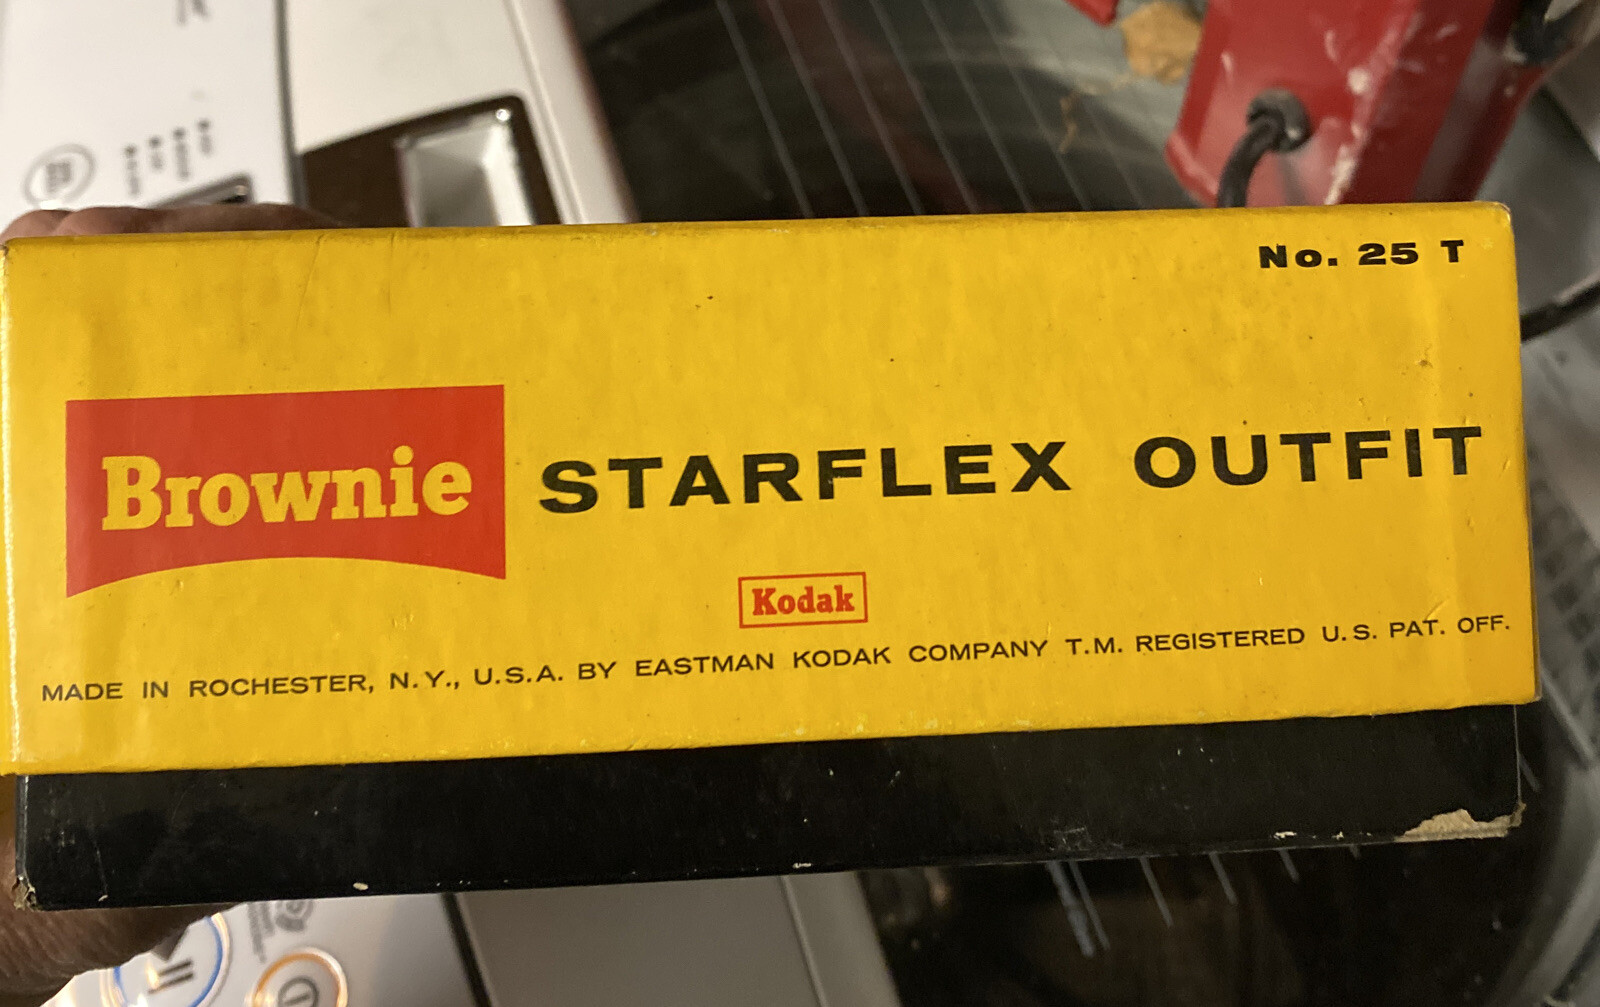 No. 25 T
Brownie STARFLEX OUTFIT
Kodak
MADE IN ROCHESTER, N.Y., U.S.A. BY EASTMAN KODAK COMPANY T.M. REGISTERED U.S. PAT. OFF.